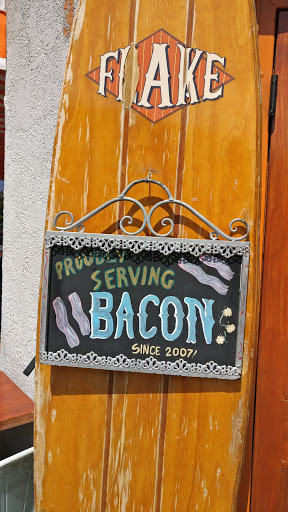 FLAKE
PROUDLY
SERVING
BACON
SINCE 2007!